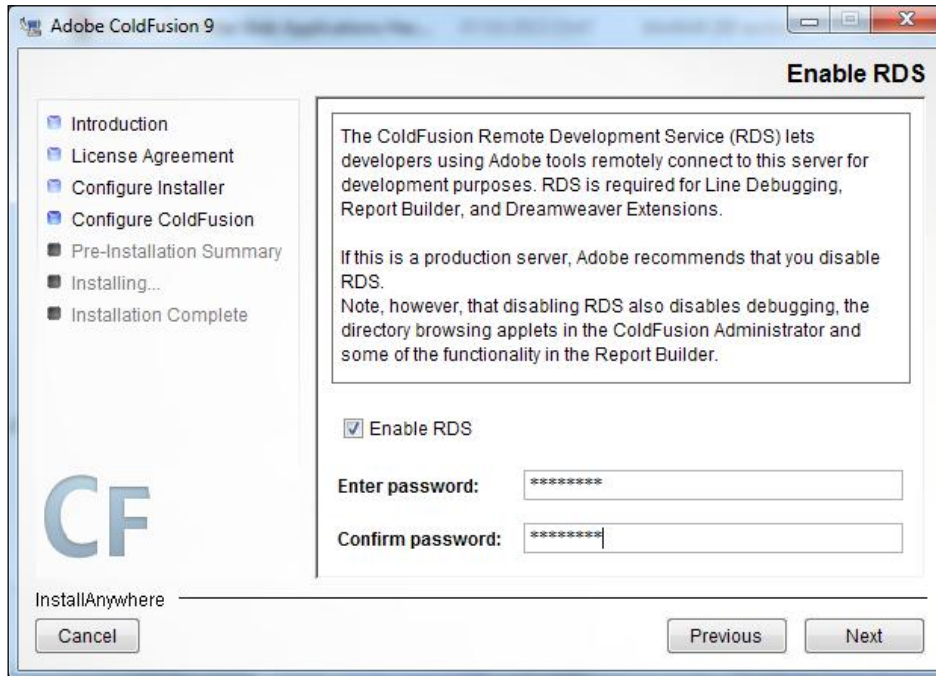 Adobe ColdFusion 9
Enable RDS
Introduction
License Agreement
Configure Installer
Configure ColdFusion
Pre-Installation Summary
Installing...
Installation Complete
CF
The ColdFusion Remote Development Service (RDS) lets
developers using Adobe tools remotely connect to this server for
development purposes. RDS is required for Line Debugging,
Report Builder, and Dreamweaver Extensions.
If this is a production server, Adobe recommends that you disable
RDS.
Note, however, that disabling RDS also disables debugging, the
directory browsing applets in the ColdFusion Administrator and
some of the functionality in the Report Builder.
Enable RDS
Enter password: ********
Confirm password: ********
InstallAnywhere
Cancel Previous Next